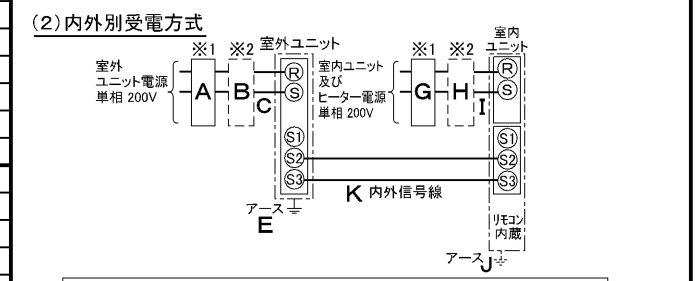 (2)内外別受電方式
※1 ※2 室外ユニット
室外
ユニット電源
単相 200V
A B C
R
S
S1
S2
S3
アース
E
※1 ※2
室内
ユニット
室内ユニット
及び
ヒーター電源
単相 200V
G H I
R
S
S1
S2
S3
K 内外信号線
リモコン
内蔵
アース J